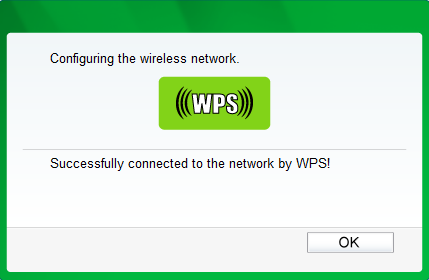 Configuring the wireless network.
WPS
Successfully connected to the network by WPS!
OK